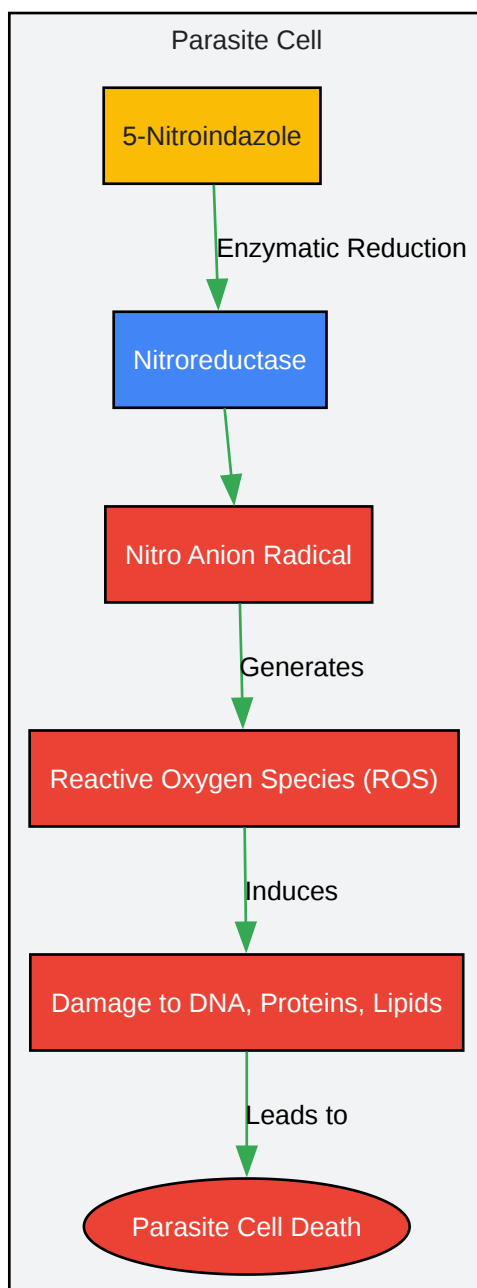 Parasite Cell
5-Nitroindazole
Enzymatic Reduction
Nitroreductase
Nitro Anion Radical
Generates
Reactive Oxygen Species (ROS)
Induces
Damage to DNA, Proteins, Lipids
Leads to
Parasite Cell Death